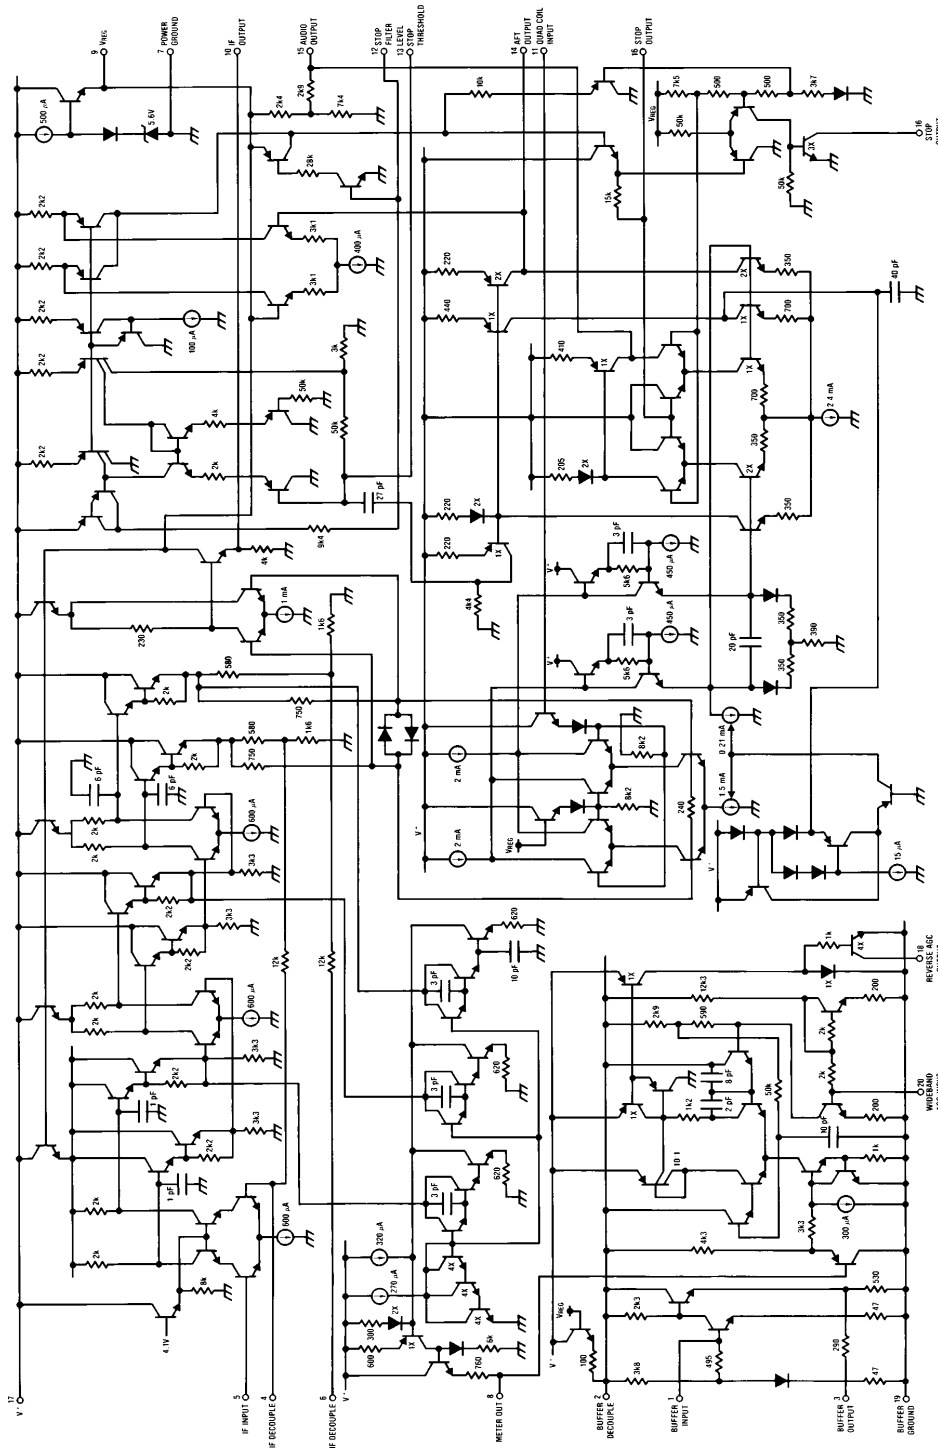 9 VREG
7 POWER
GROUND
10 IF
OUTPUT
15 AUDIO
OUTPUT
12 STOP
FILTER
13 LEVEL
STOP
THRESHOLD
14 AFT
OUTPUT
11 QUAD COIL
INPUT
16 STOP
OUTPUT
500 µA
5.6V
2k4
2k9
7k4
28k
10k
VREG
7k5
50k
500
500
3k7
3X
50k
16
STOP
15k
2k2
2k2
2k2
2k2
2k2
3k1
3k1
400 µA
100 µA
3k
50k
50k
4k
2k
27 pF
9k4
4k
220
2X
440
1X
410
1X
205
2X
220
2X
220
1X
4k4
2X
350
1X
700
40 pF
1X
700
350
2X
2.4 mA
350
V+
3 pF
5k6
450 µA
V+
3 pF
5k6
450 µA
20 pF
350
350
390
230
1 mA
1k6
2k
580
750
2k
580
750
1k6
6 pF
6 pF
2k
2k
600 µA
3k3
2k2
2k2
3k3
12k
12k
V+
2 mA
2 mA
VREG
8k2
8k2
240
0.21 mA
1.5 mA
V+
15 µA
2k
2k
600 µA
3k3
2k2
1 pF
3k3
2k2
1 pF
2k
2k
600 µA
8k
4.1V
3 pF
620
10 pF
3 pF
620
3 pF
620
320 µA
270 µA
4X
4X
2X
300
600
1X
6k
760
V+
1k
4X
1X
18
REVERSE AGC
1X
12k3
200
2k9
590
2k
2k
20
WIDEBAND
8 pF
2 pF
1X
1k2
50k
200
10 pF
1k
10:1
3k3
300 µA
4k3
V+
VREG
100
2k3
530
47
3k8
495
290
47
V+ 17
5
IF INPUT
4
IF DECOUPLE
6
IF DECOUPLE
V+
8
METER OUT
2
BUFFER
DECOUPLE
1
BUFFER
INPUT
3
BUFFER
OUTPUT
19
BUFFER
GROUND